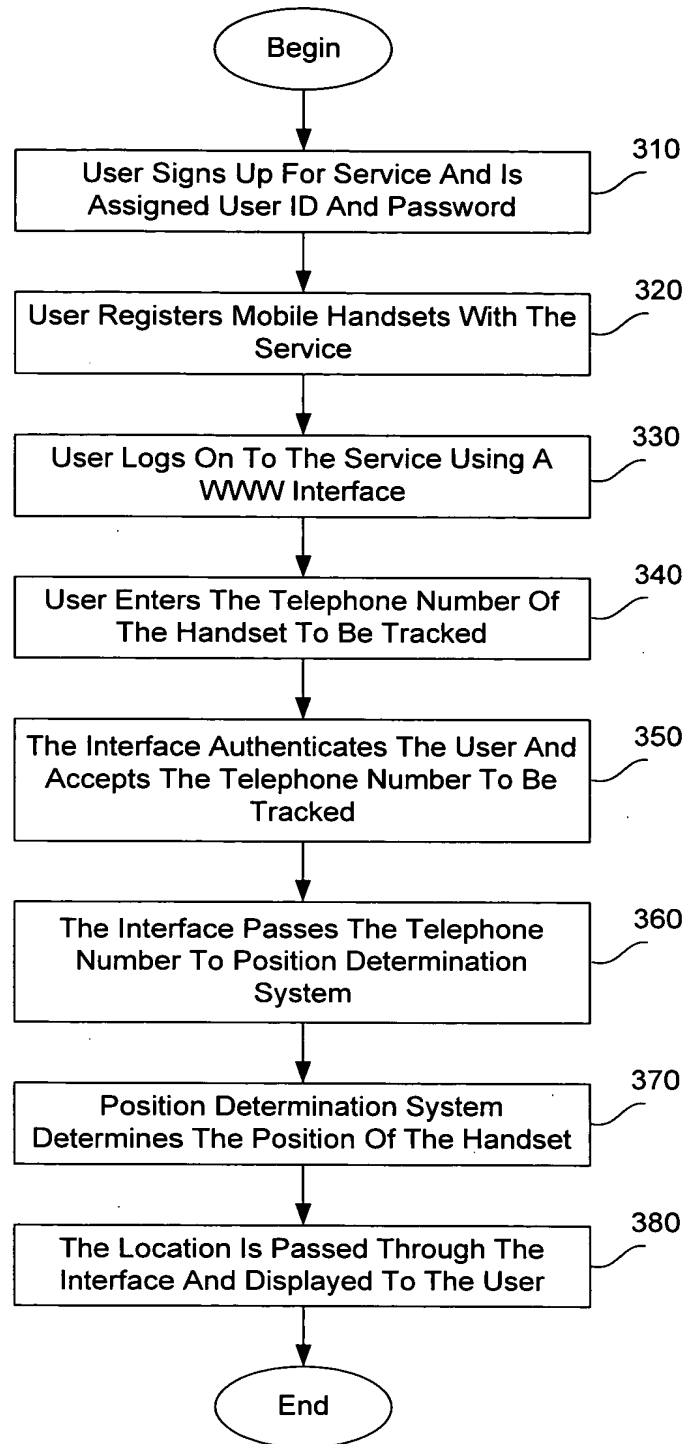 Begin
310
User Signs Up For Service And Is
Assigned User ID And Password
320
User Registers Mobile Handsets With The
Service
330
User Logs On To The Service Using A
WWW Interface
340
User Enters The Telephone Number Of
The Handset To Be Tracked
350
The Interface Authenticates The User And
Accepts The Telephone Number To Be
Tracked
360
The Interface Passes The Telephone
Number To Position Determination
System
370
Position Determination System
Determines The Position Of The Handset
380
The Location Is Passed Through The
Interface And Displayed To The User
End